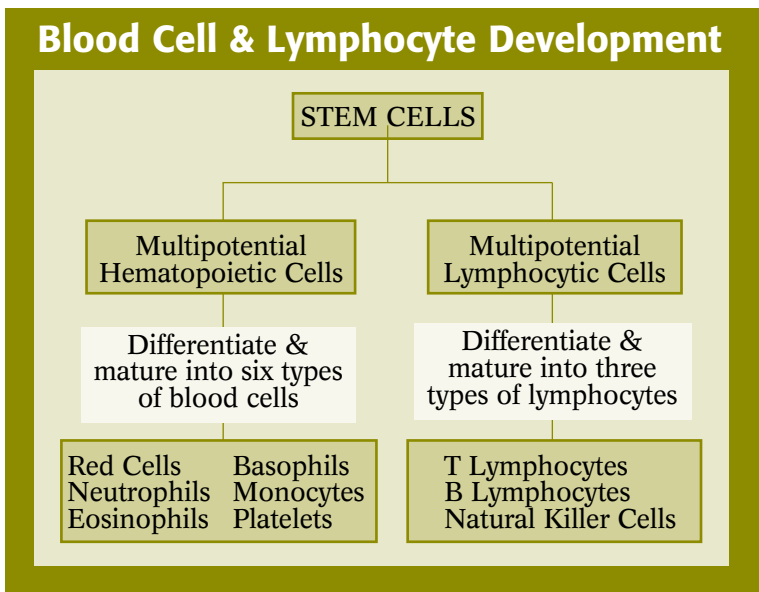 Blood Cell & Lymphocyte Development
STEM CELLS
Multipotential
Hematopoietic Cells
Multipotential
Lymphocytic Cells
Differentiate &
mature into six types
of blood cells
Differentiate &
mature into three
types of lymphocytes
Red Cells
Neutrophils
Eosinophils
Basophils
Monocytes
Platelets
T Lymphocytes
B Lymphocytes
Natural Killer Cells